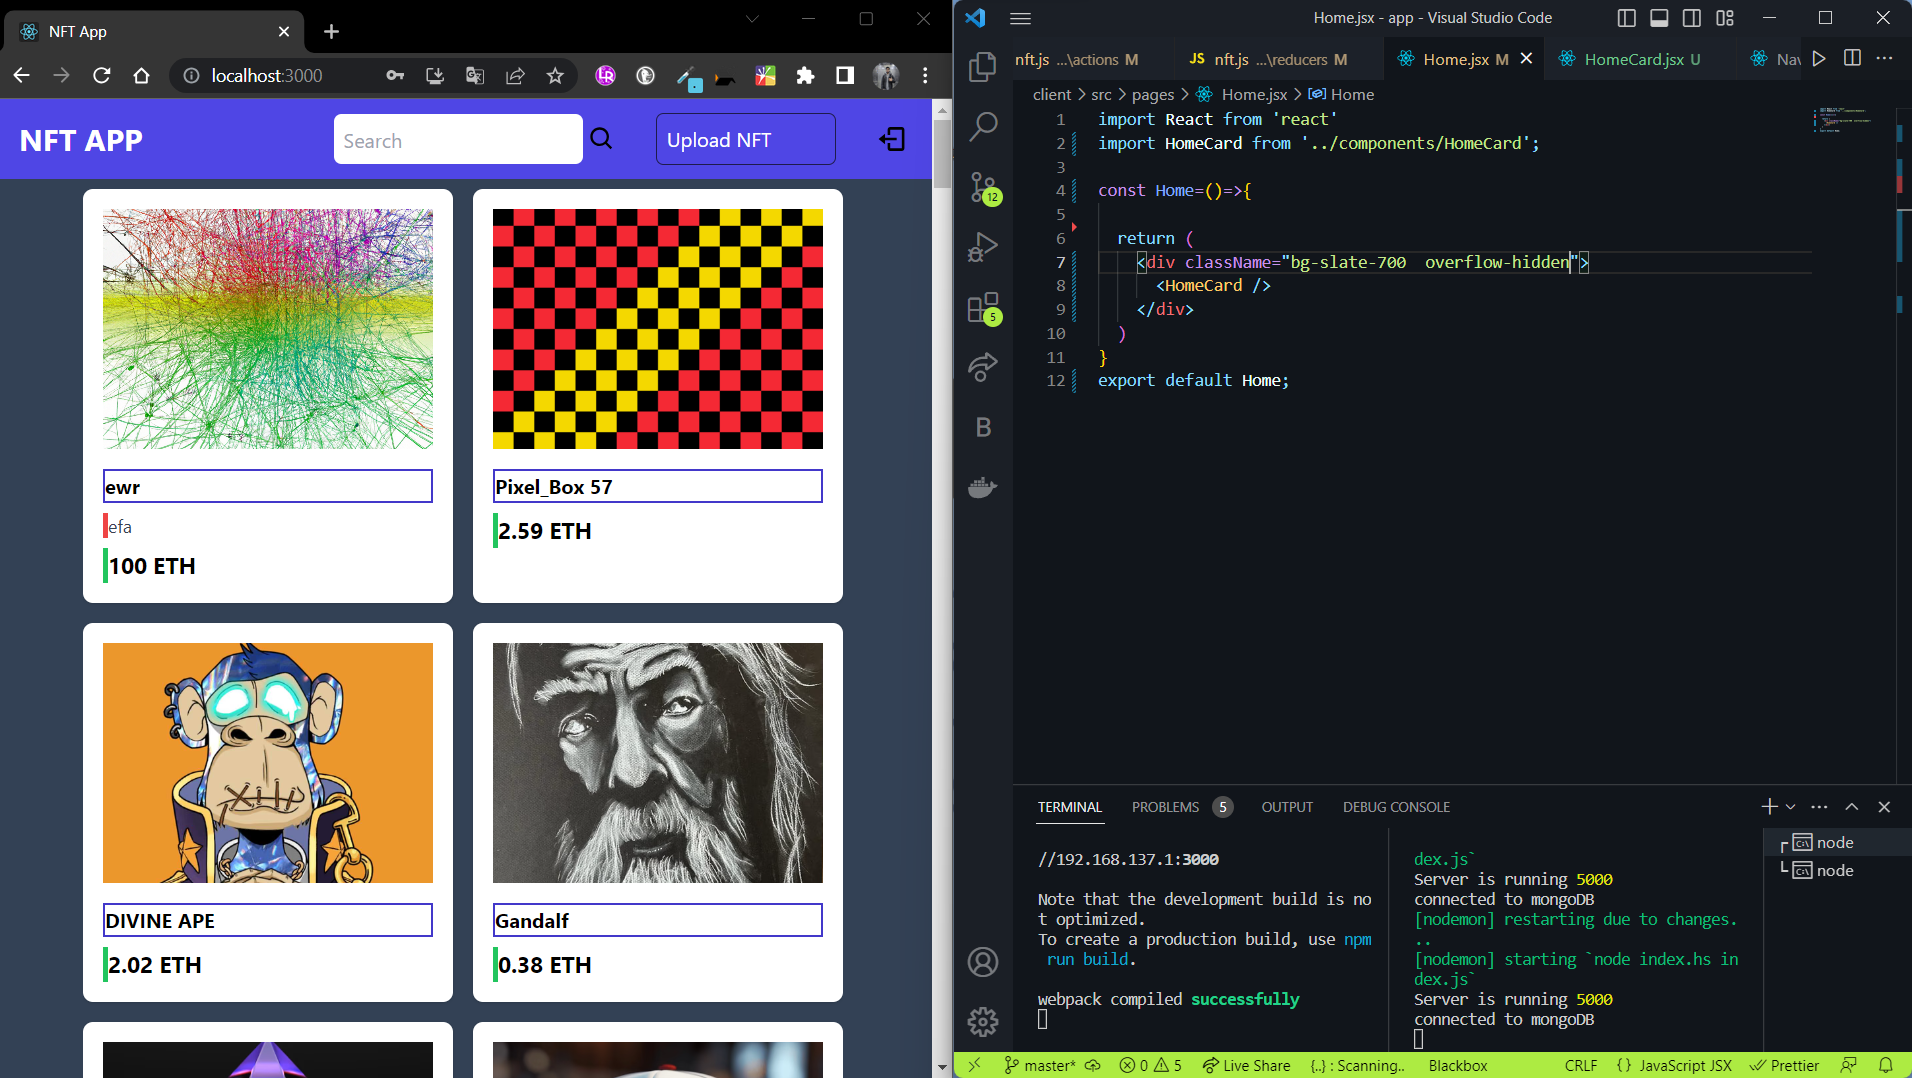 NFT App
localhost:3000
NFT APP
Search
Upload NFT
ewr
efa
100 ETH
Pixel_Box 57
2.59 ETH
DIVINE APE
2.02 ETH
Gandalf
0.38 ETH
Home.jsx - app - Visual Studio Code
nft.js ...\actions M
JS nft.js ...\reducers M
Home.jsx M
HomeCard.jsx U
Nav
client > src > pages > Home.jsx > Home
1 import React from 'react'
2 import HomeCard from '../components/HomeCard';
3
4 const Home=()=>{
5
6 return (
7 <div className="bg-slate-700  overflow-hidden">
8 <HomeCard />
9 </div>
10 )
11 }
12 export default Home;
12
5
B
TERMINAL
PROBLEMS 5
OUTPUT
DEBUG CONSOLE
//192.168.137.1:3000
Note that the development build is no
t optimized.
To create a production build, use npm
run build.
webpack compiled successfully
dex.js`
Server is running 5000
connected to mongoDB
[nodemon] restarting due to changes.
..
[nodemon] starting `node index.hs in
dex.js`
Server is running 5000
connected to mongoDB
node
node
master*
0
5
Live Share
{..} : Scanning..
Blackbox
CRLF
{ } JavaScript JSX
Prettier